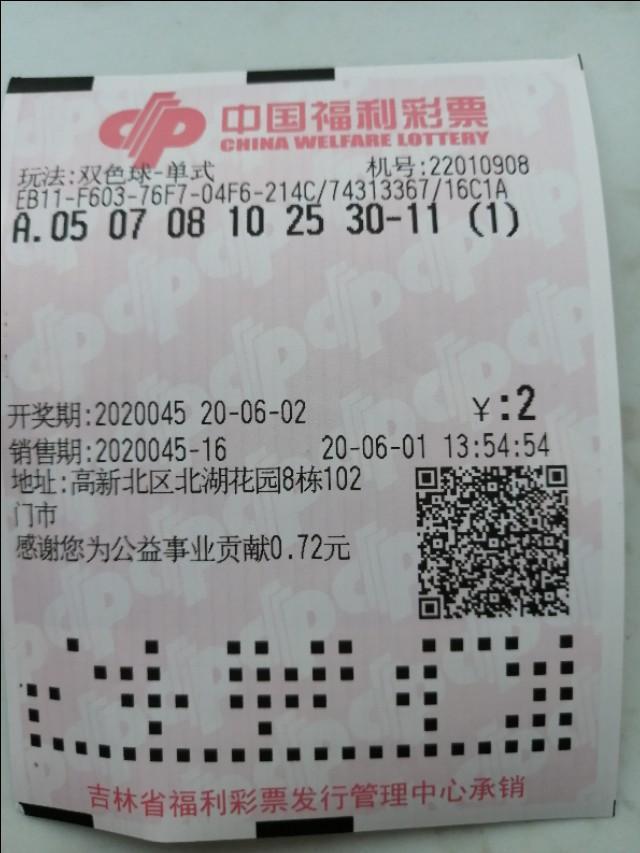 中国福利彩票
CHINA WELFARE LOTTERY
玩法:双色球-单式 机号:22010908
EB11-F603-76F7-04F6-214C/74313367/16C1A
A.05 07 08 10 25 30-11 (1)
开奖期:2020045 20-06-02 ¥:2
销售期:2020045-16 20-06-01 13:54:54
地址:高新北区北湖花园8栋102
门市
感谢您为公益事业贡献0.72元
吉林省福利彩票发行管理中心承销